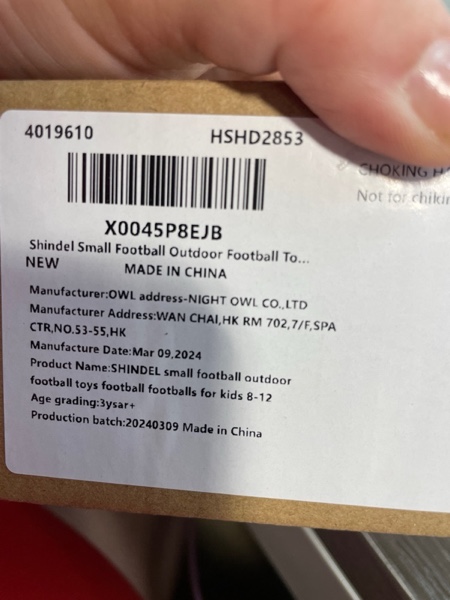 4019610 HSHD2853
X0045P8EJB
Shindel Small Football Outdoor Football To...
NEW MADE IN CHINA
Manufacturer:OWL address-NIGHT OWL CO.,LTD
Manufacturer Address:WAN CHAI,HK RM 702,7/F,SPA
CTR,NO.53-55,HK
Manufacture Date:Mar 09,2024
Product Name:SHINDEL small football outdoor
football toys football footballs for kids 8-12
Age grading:3ysar+
Production batch:20240309 Made in China
CHOKING
Not for